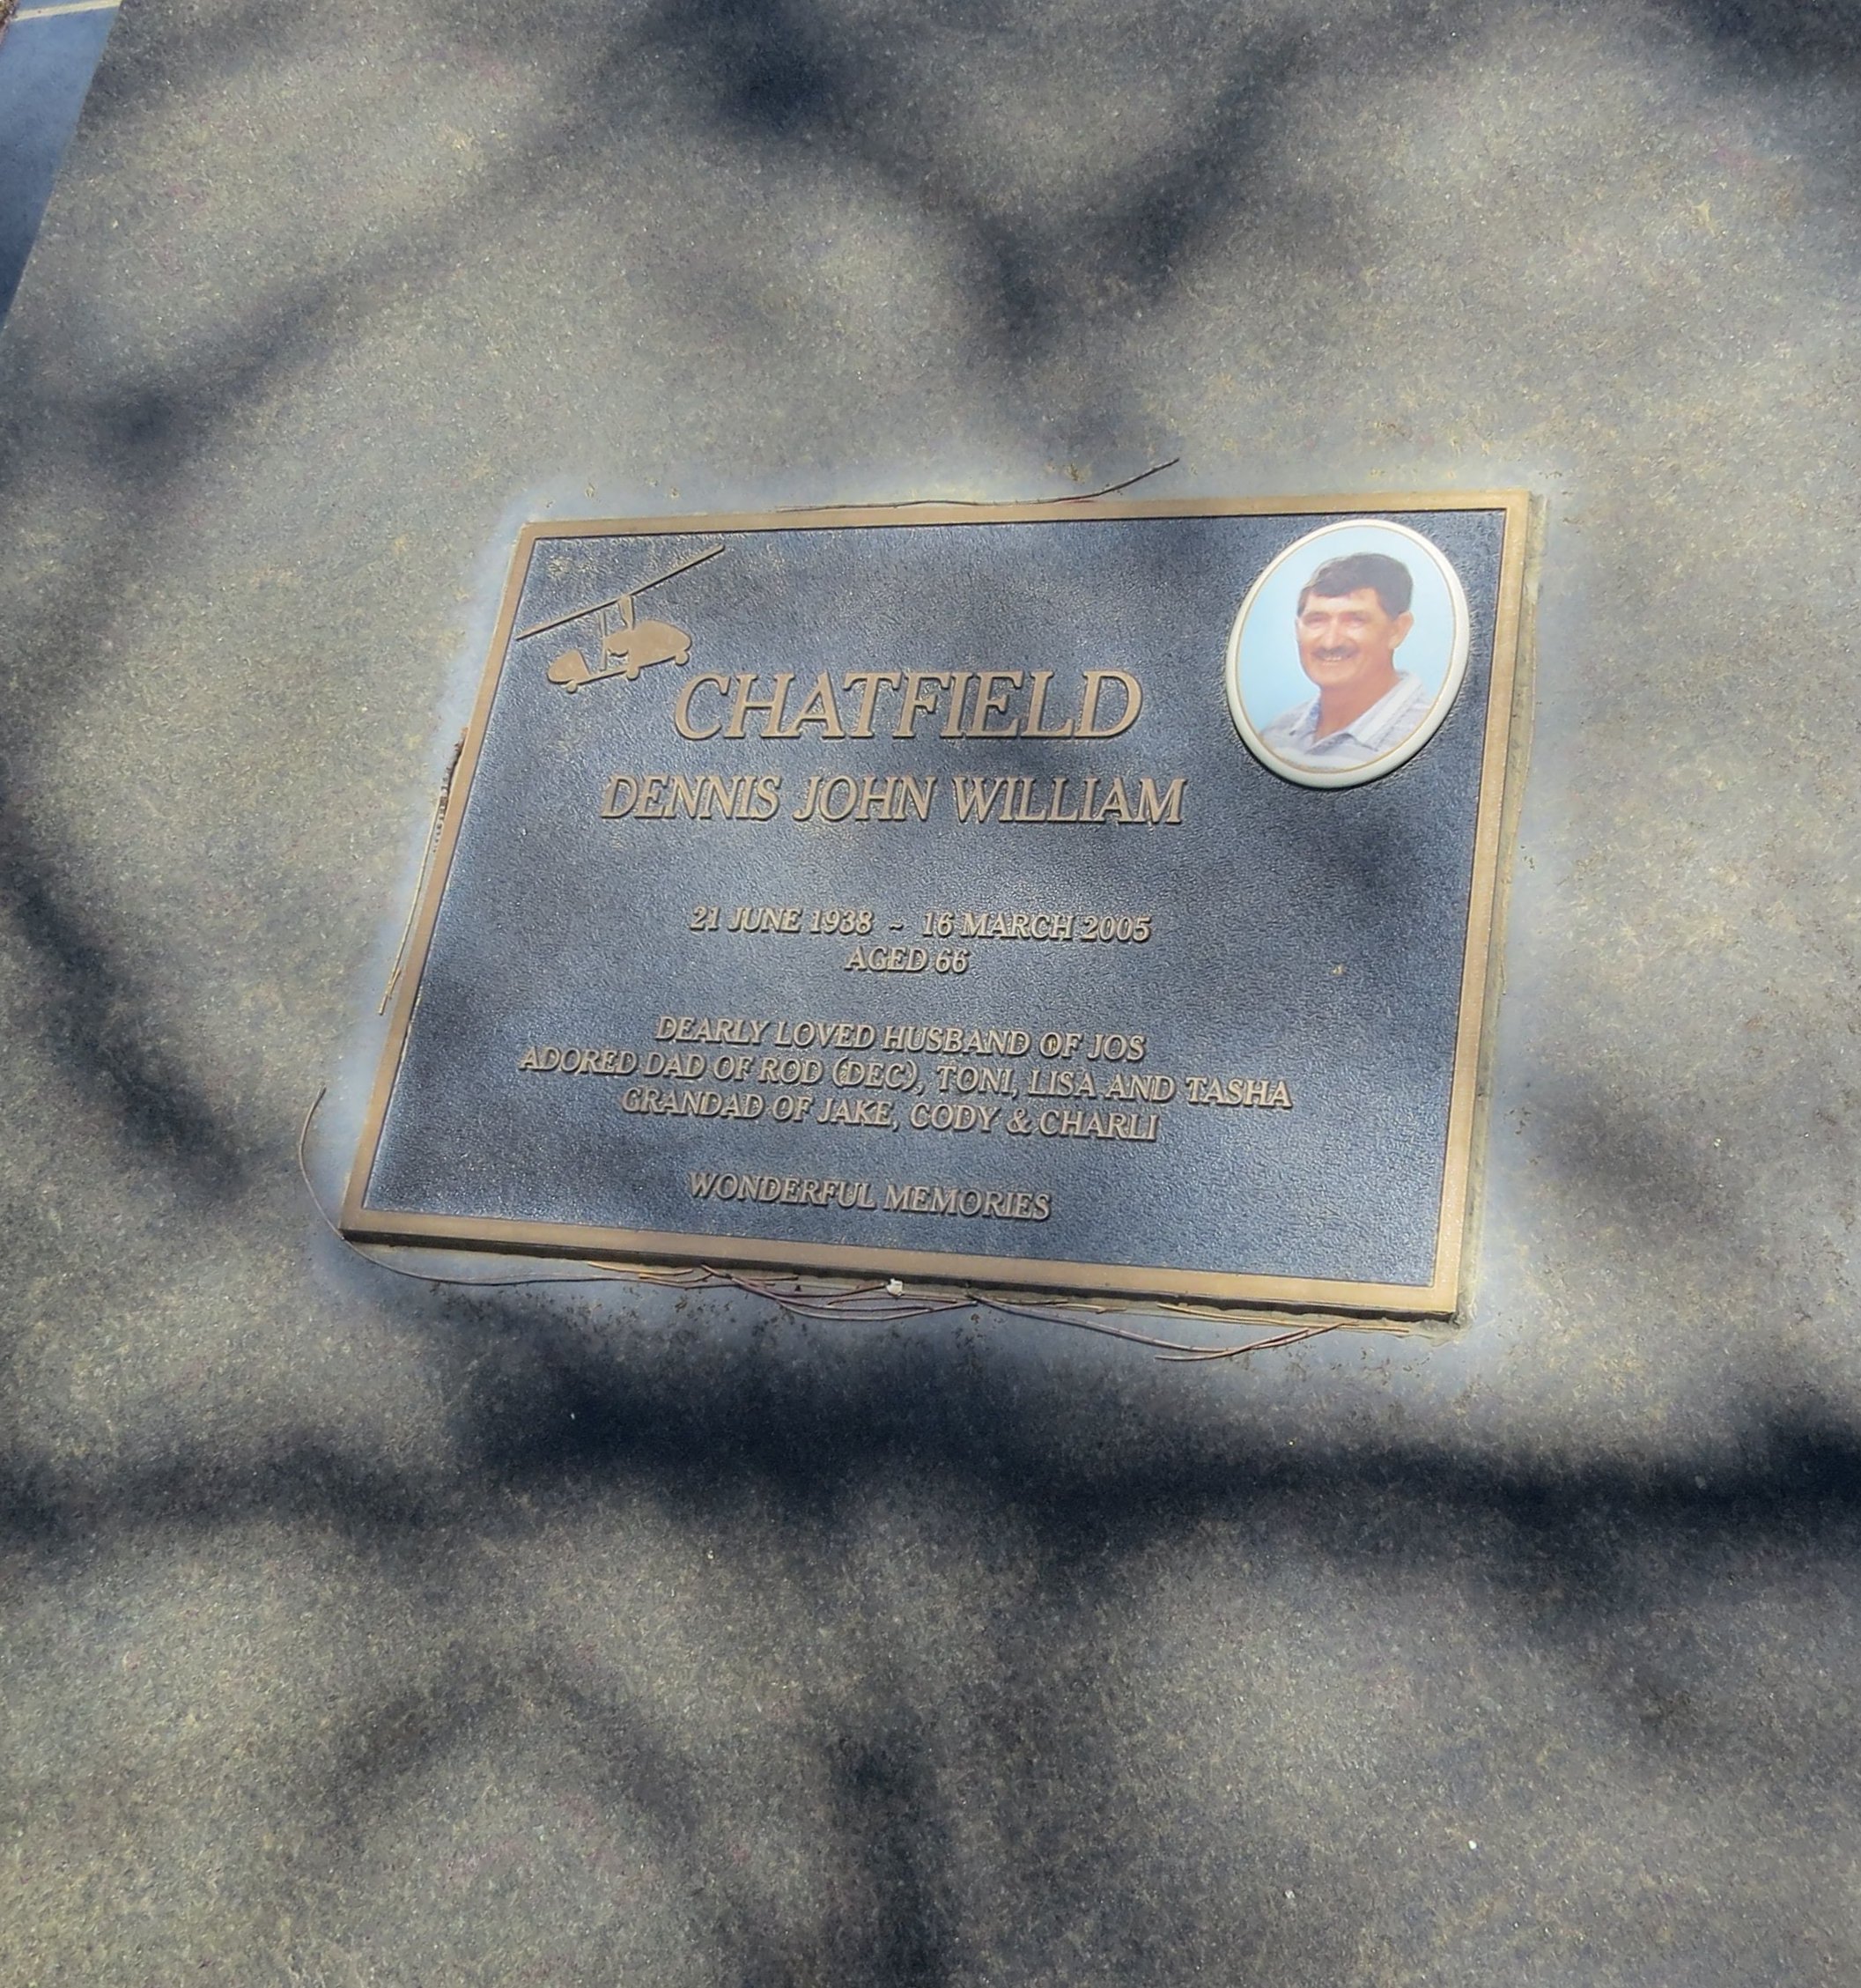 CHATFIELD
DENNIS JOHN WILLIAM
21 JUNE 1938 ~ 16 MARCH 2005
AGED 66
DEARLY LOVED HUSBAND OF JOS
ADORED DAD OF ROD (DEC), TONI, LISA AND TASHA
GRANDAD OF JAKE, CODY & CHARLI
WONDERFUL MEMORIES